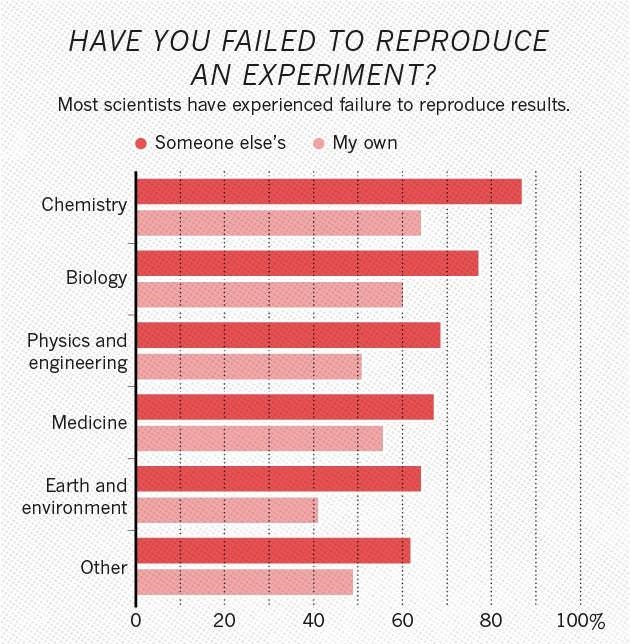 HAVE YOU FAILED TO REPRODUCE
AN EXPERIMENT?
Most scientists have experienced failure to reproduce results.
Someone else’s My own
Chemistry
Biology
Physics and
engineering
Medicine
Earth and
environment
Other
0 20 40 60 80 100%